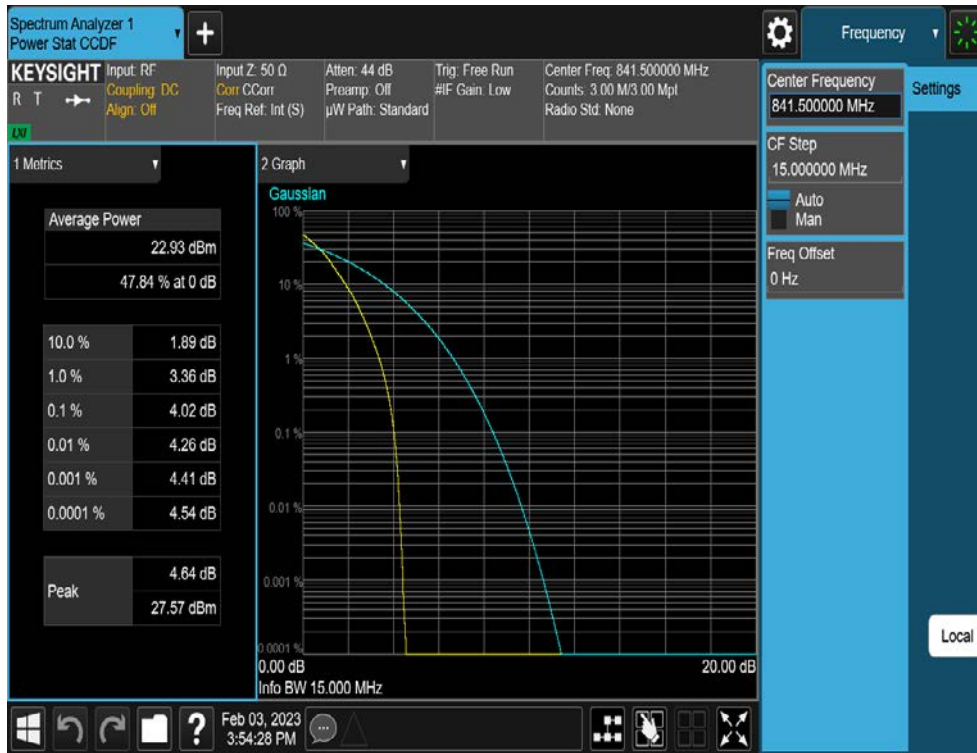 Spectrum Analyzer 1
Power Stat CCDF
+
Frequency
KEYSIGHT
R T
LXI
Input: RF
Coupling: DC
Align: Off
Input Z: 50 Ω
Corr CCorr
Freq Ref: Int (S)
Atten: 44 dB
Preamp: Off
µW Path: Standard
Trig: Free Run
#IF Gain: Low
Center Freq: 841.500000 MHz
Counts: 3.00 M/3.00 Mpt
Radio Std: None
Center Frequency
841.500000 MHz
Settings
CF Step
15.000000 MHz
Auto
Man
Freq Offset
0 Hz
1 Metrics
Average Power
22.93 dBm
47.84 % at 0 dB
10.0 % 1.89 dB
1.0 % 3.36 dB
0.1 % 4.02 dB
0.01 % 4.26 dB
0.001 % 4.41 dB
0.0001 % 4.54 dB
Peak
4.64 dB
27.57 dBm
2 Graph
Gaussian
100 %
10 %
1 %
0.1 %
0.01 %
0.001 %
0.0001 %
0.00 dB 20.00 dB
Info BW 15.000 MHz
Local
?
Feb 03, 2023
3:54:28 PM